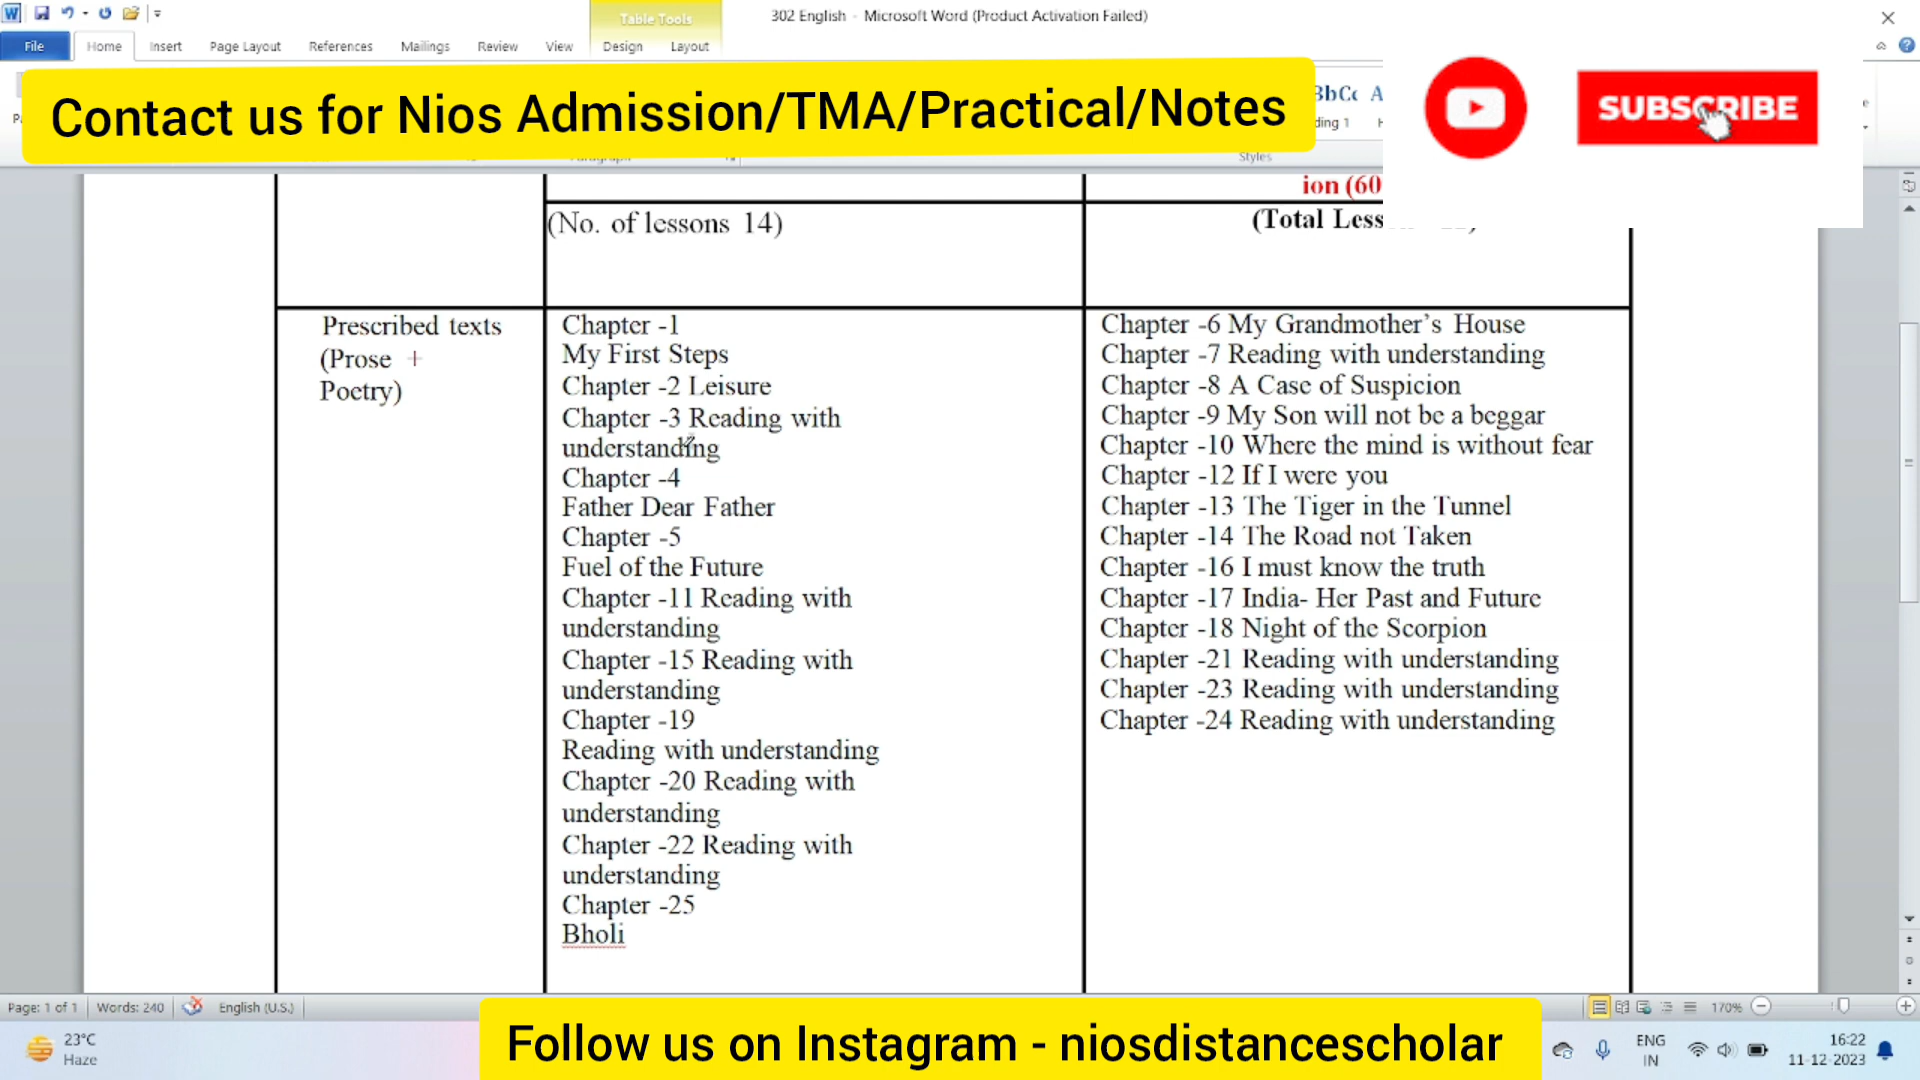 302 English - Microsoft Word (Product Activation Failed)
Table Tools
File Home Insert Page Layout References Mailings Review View Design Layout
Contact us for Nios Admission/TMA/Practical/Notes
SUBSCRIBE
Styles
ion (60
(No. of lessons 14)
(Total Less
Prescribed texts
(Prose +
Poetry)
Chapter -1
My First Steps
Chapter -2 Leisure
Chapter -3 Reading with
understanding
Chapter -4
Father Dear Father
Chapter -5
Fuel of the Future
Chapter -11 Reading with
understanding
Chapter -15 Reading with
understanding
Chapter -19
Reading with understanding
Chapter -20 Reading with
understanding
Chapter -22 Reading with
understanding
Chapter -25
Bholi
Chapter -6 My Grandmother's House
Chapter -7 Reading with understanding
Chapter -8 A Case of Suspicion
Chapter -9 My Son will not be a beggar
Chapter -10 Where the mind is without fear
Chapter -12 If I were you
Chapter -13 The Tiger in the Tunnel
Chapter -14 The Road not Taken
Chapter -16 I must know the truth
Chapter -17 India- Her Past and Future
Chapter -18 Night of the Scorpion
Chapter -21 Reading with understanding
Chapter -23 Reading with understanding
Chapter -24 Reading with understanding
Page: 1 of 1 Words: 240 English (U.S.) 170%
Follow us on Instagram - niosdistancescholar
23°C
Haze
ENG
IN
16:22
11-12-2023